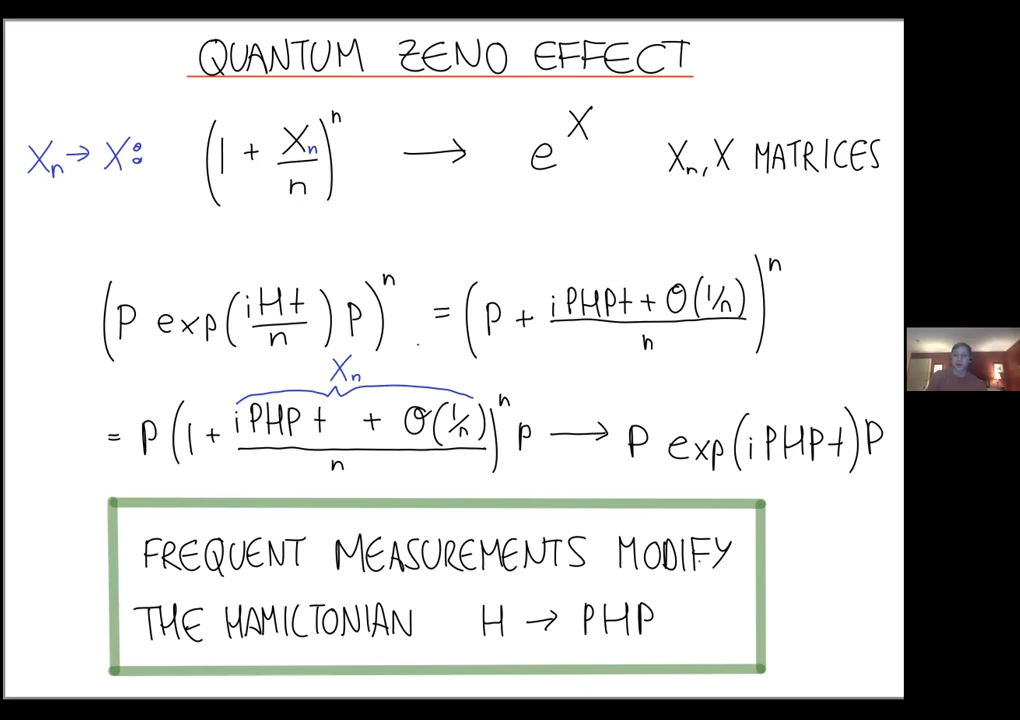 QUANTUM ZENO EFFECT
Xₙ → X: (1 + Xₙ/n)ⁿ → e^X Xₙ, X MATRICES
(P exp(iHt/n) P)ⁿ = (P + (iPHPt + O(1/n))/n)ⁿ
Xₙ
= P(1 + (iPHPt + O(1/n))/n)ⁿ P → P exp(iPHPt)P
FREQUENT MEASUREMENTS MODIFY
THE HAMICTONIAN H → PHP